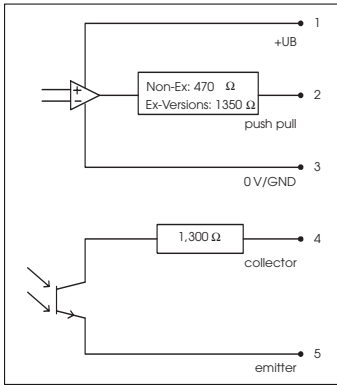 1
+UB
+
−
Non-Ex: 470 Ω
Ex-Versions: 1350 Ω
2
push pull
3
0 V/GND
1,300 Ω
4
collector
5
emitter